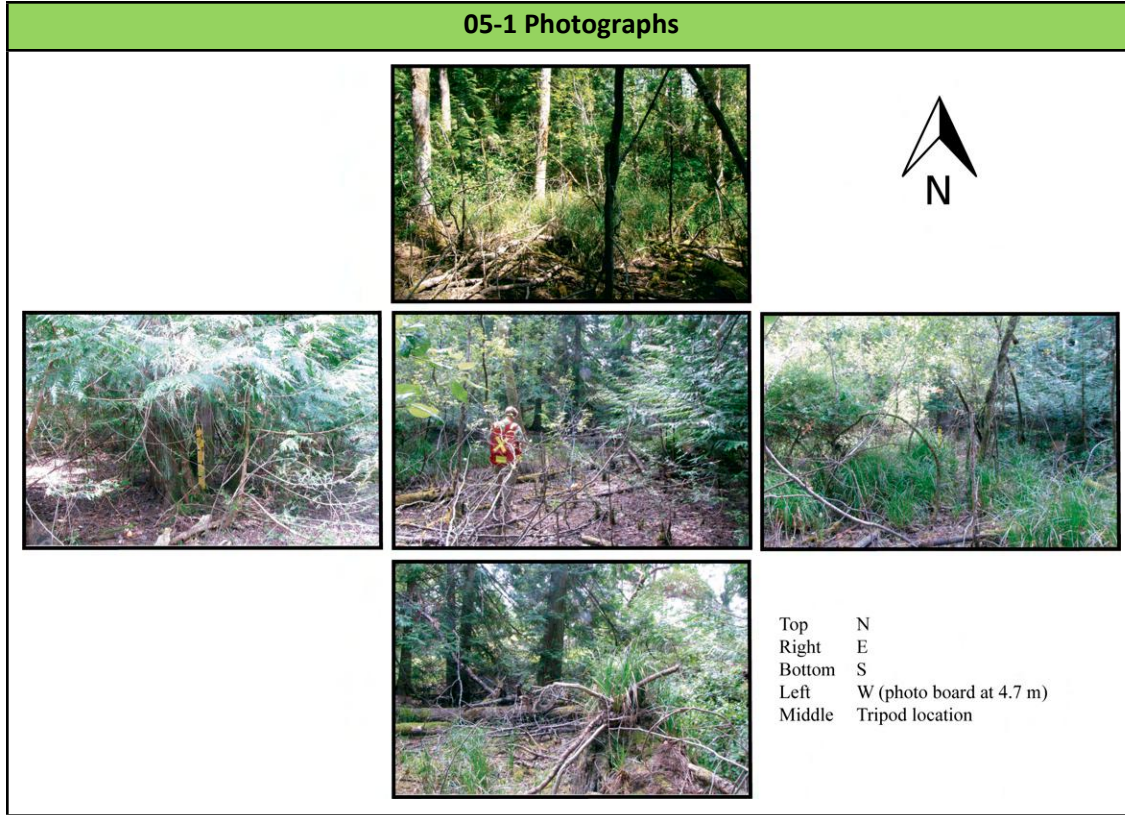 05-1 Photographs
N
Top N
Right E
Bottom S
Left W (photo board at 4.7 m)
Middle Tripod location